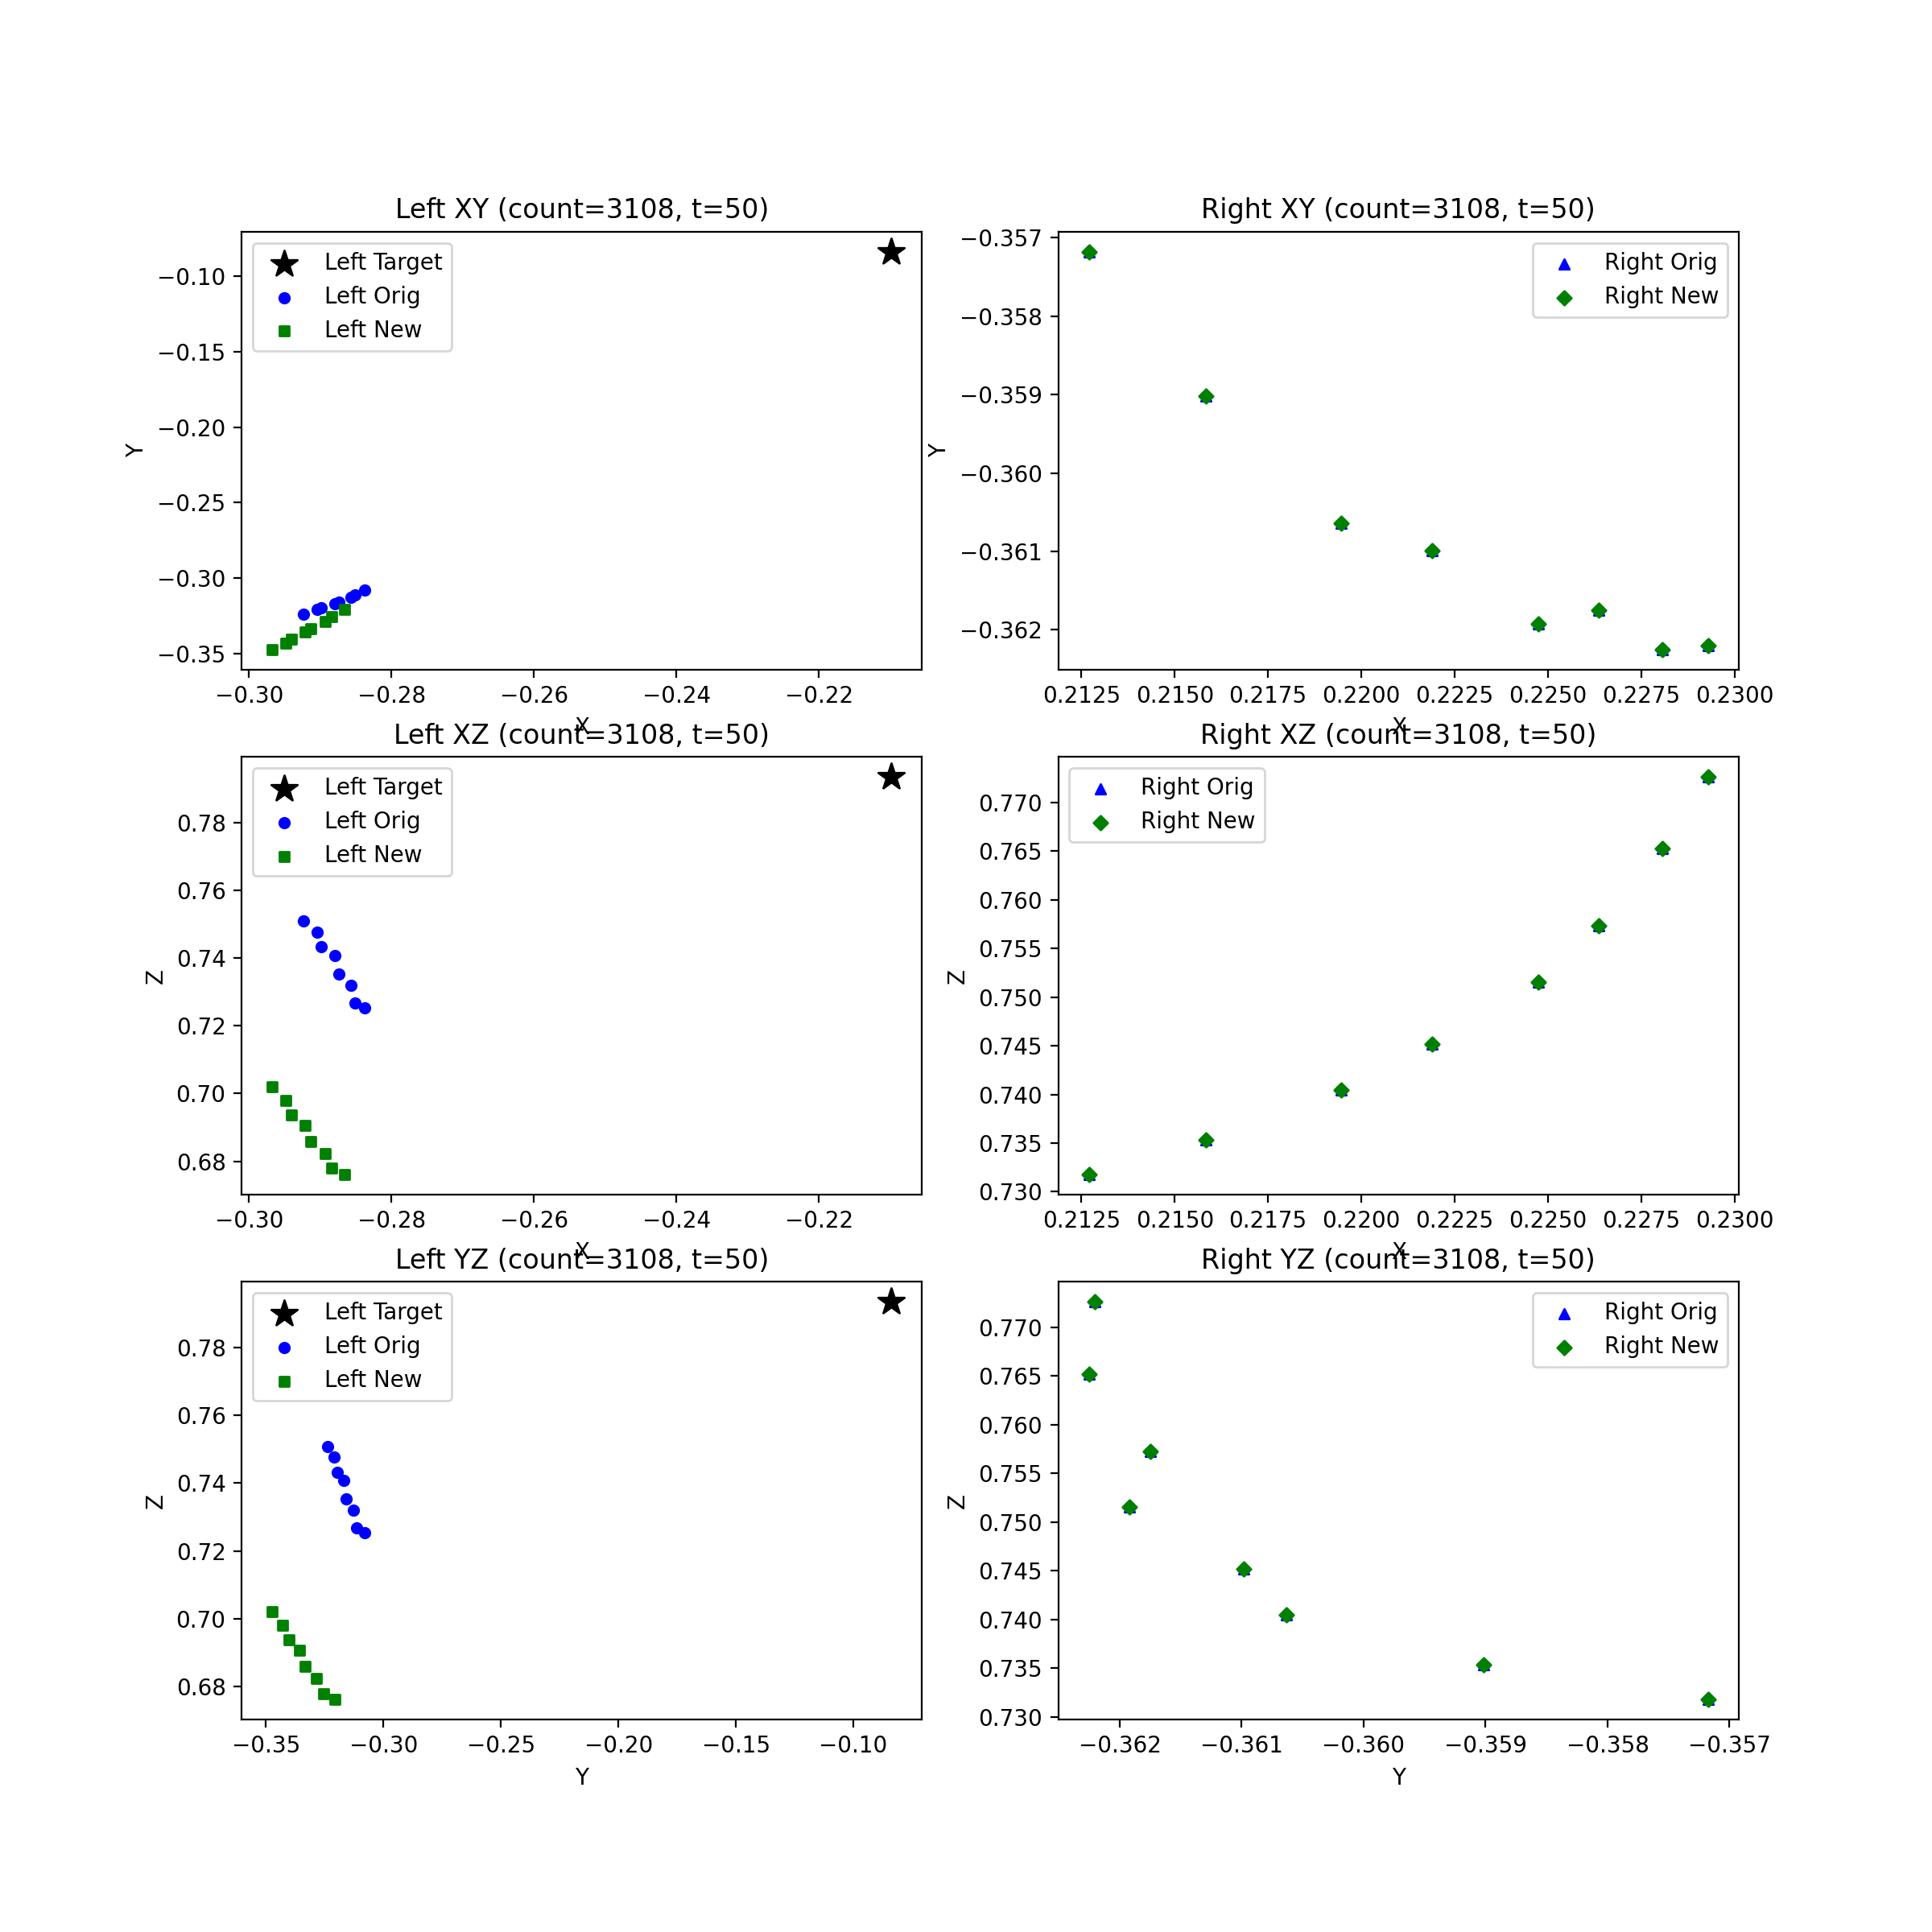 Left XY (count=3108, t=50)
Left Target
Left Orig
Left New
−0.10
−0.15
−0.20
−0.25
−0.30
−0.35
Y
−0.30 −0.28 −0.26 −0.24 −0.22
X
Right XY (count=3108, t=50)
Right Orig
Right New
−0.357
−0.358
−0.359
−0.360
−0.361
−0.362
Y
0.2125 0.2150 0.2175 0.2200 0.2225 0.2250 0.2275 0.2300
X
Left XZ (count=3108, t=50)
Left Target
Left Orig
Left New
0.78
0.76
0.74
0.72
0.70
0.68
Z
−0.30 −0.28 −0.26 −0.24 −0.22
X
Right XZ (count=3108, t=50)
Right Orig
Right New
0.770
0.765
0.760
0.755
0.750
0.745
0.740
0.735
0.730
Z
0.2125 0.2150 0.2175 0.2200 0.2225 0.2250 0.2275 0.2300
X
Left YZ (count=3108, t=50)
Left Target
Left Orig
Left New
0.78
0.76
0.74
0.72
0.70
0.68
Z
−0.35 −0.30 −0.25 −0.20 −0.15 −0.10
Y
Right YZ (count=3108, t=50)
Right Orig
Right New
0.770
0.765
0.760
0.755
0.750
0.745
0.740
0.735
0.730
Z
−0.362 −0.361 −0.360 −0.359 −0.358 −0.357
Y